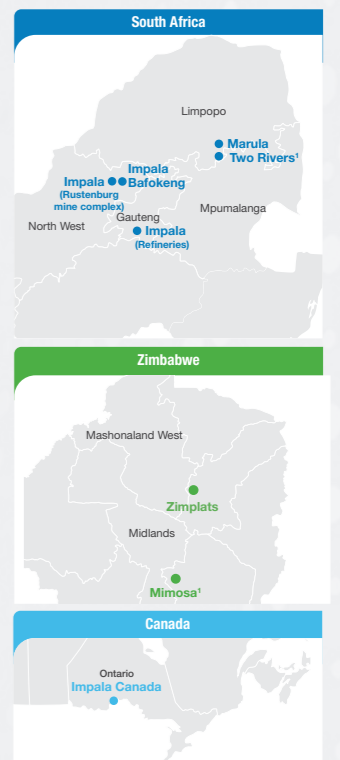 South Africa
Limpopo
Marula
Two Rivers¹
Impala
Bafokeng
Impala
(Rustenburg
mine complex)
Mpumalanga
Gauteng
North West
Impala
(Refineries)
Zimbabwe
Mashonaland West
Zimplats
Midlands
Mimosa¹
Canada
Ontario
Impala Canada